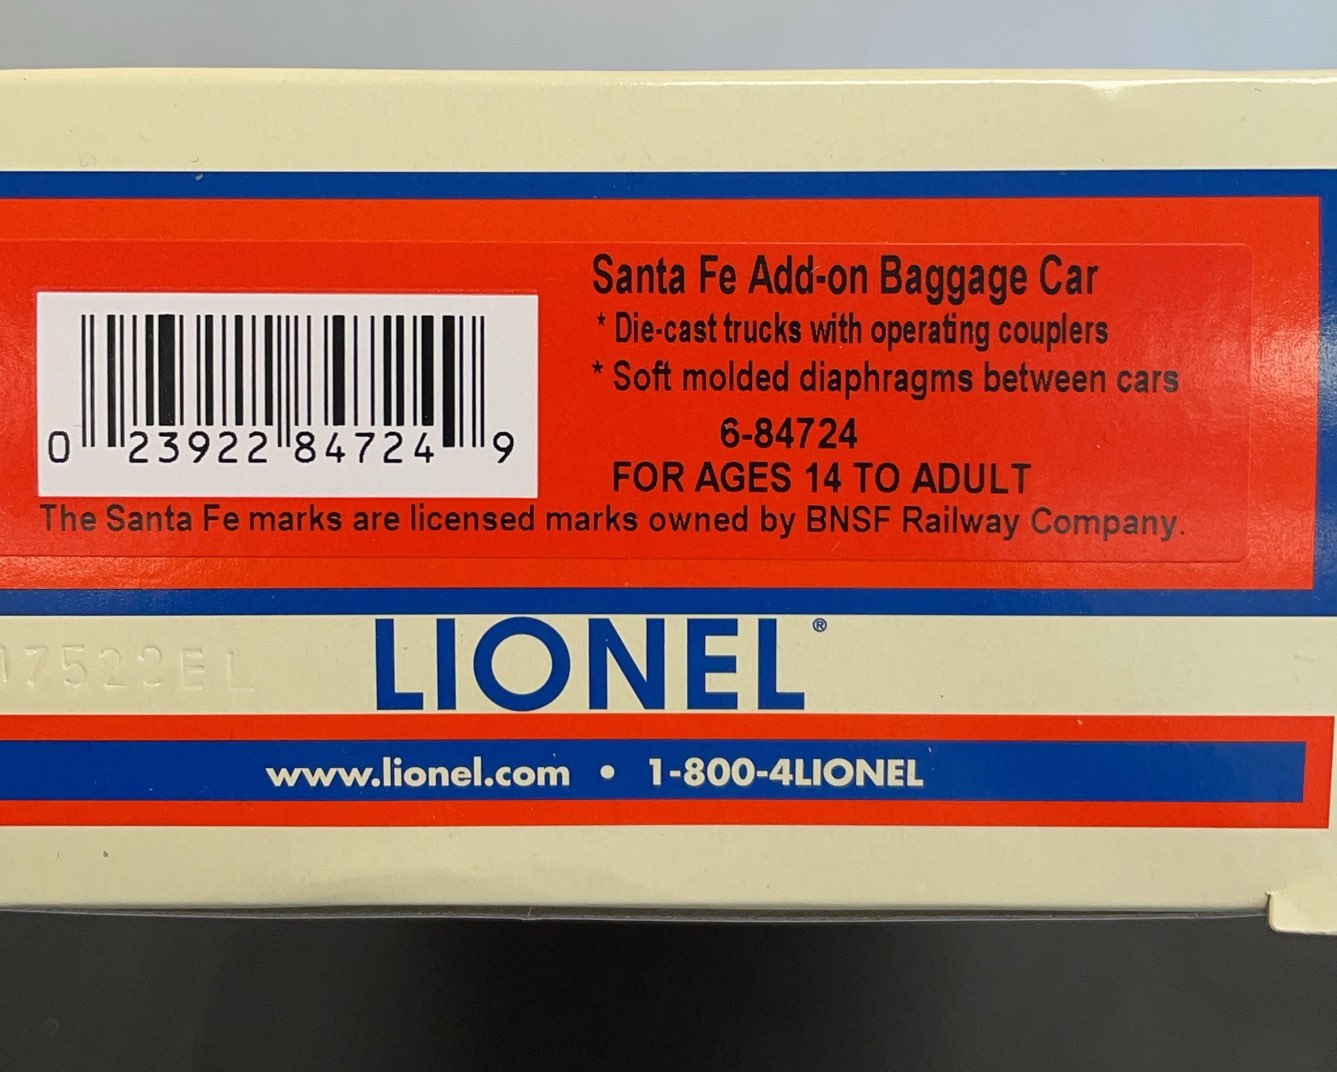 Santa Fe Add-on Baggage Car
* Die-cast trucks with operating couplers
* Soft molded diaphragms between cars
6-84724
FOR AGES 14 TO ADULT
0 23922 84724 9
The Santa Fe marks are licensed marks owned by BNSF Railway Company.
LIONEL®
www.lionel.com • 1-800-4LIONEL